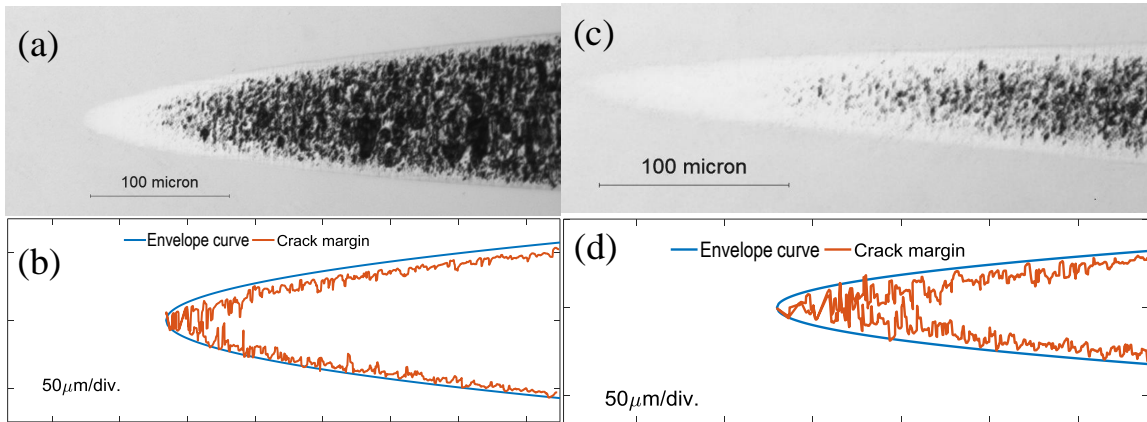 (a)
100 micron
(c)
100 micron
(b)
Envelope curve Crack margin
50μm/div.
(d)
Envelope curve Crack margin
50μm/div.